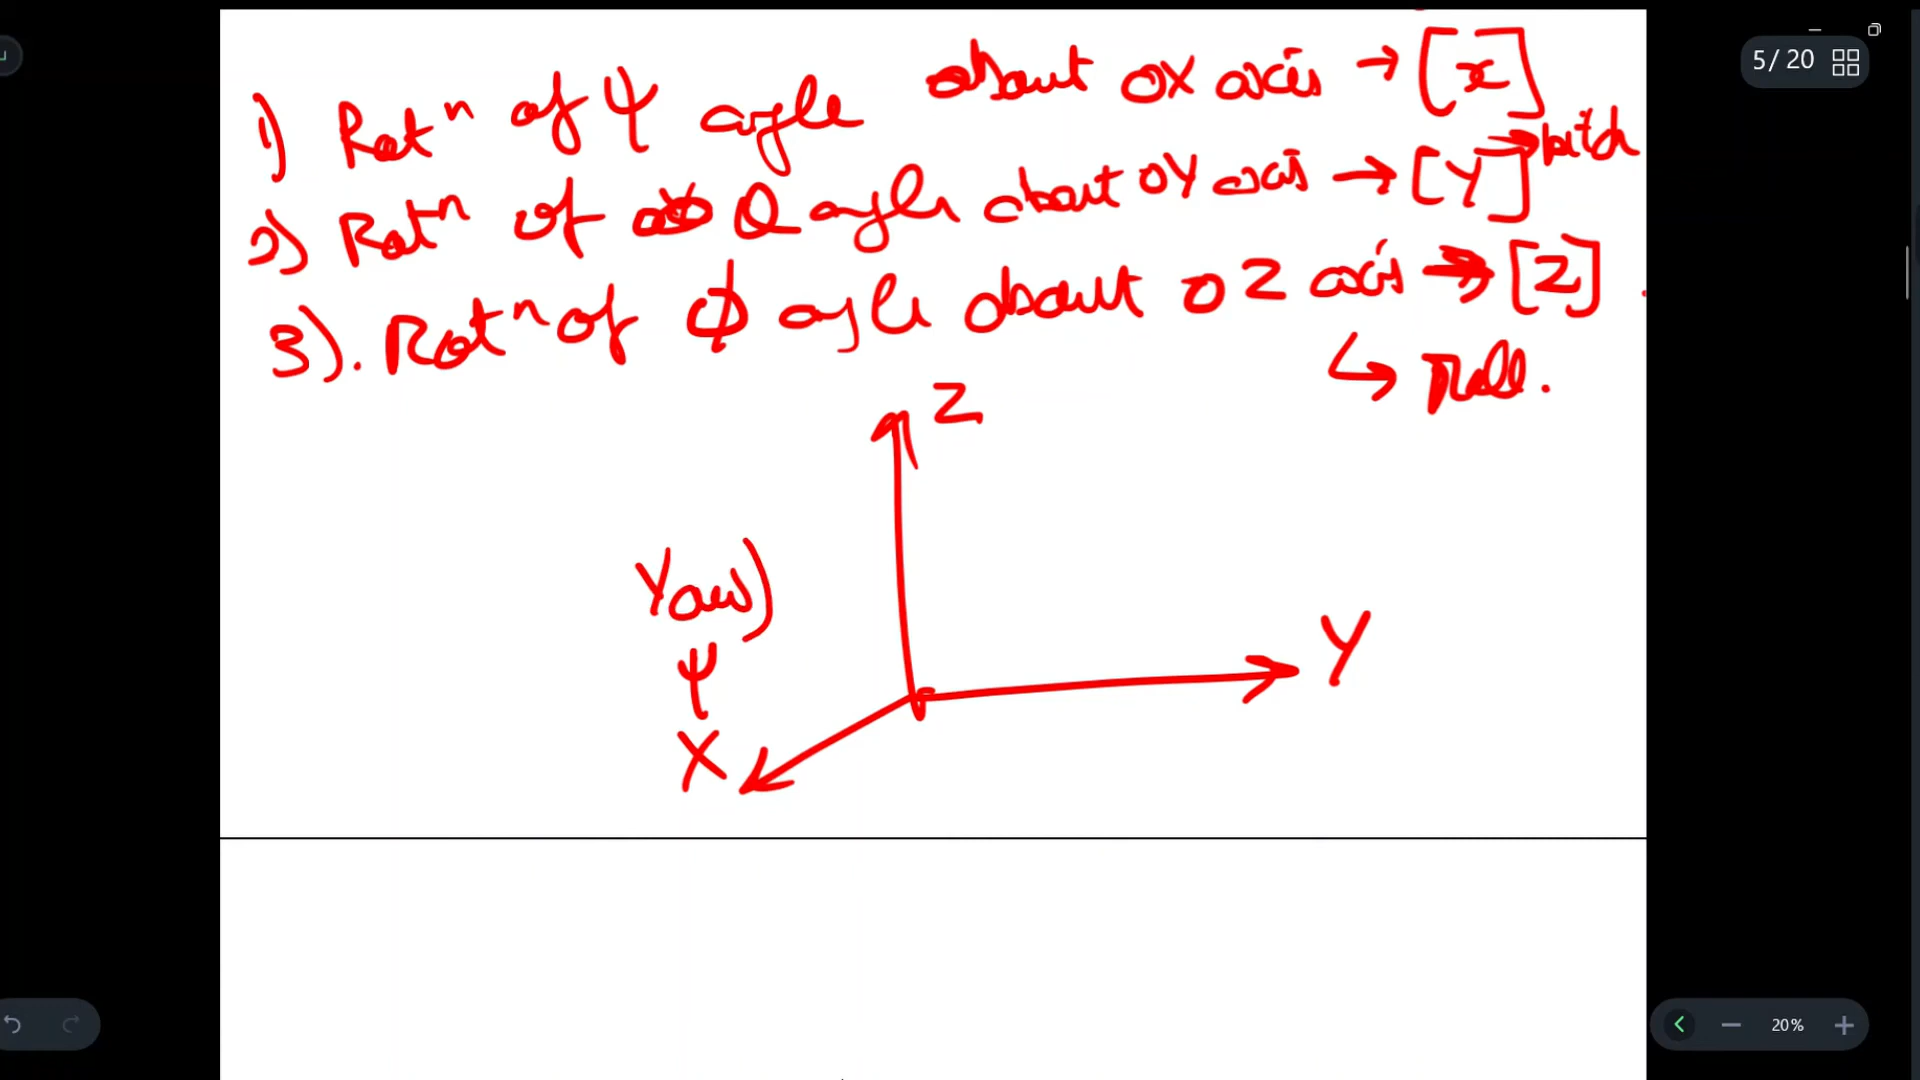 5/ 20
1) Rotⁿ of ψ angle about OX axis → [x]
→ pitch
2) Rotⁿ of θ angle about OY axis → [Y]
3). Rotⁿ of ϕ angle about OZ axis → [Z]
↳ Roll.
Z
Yaw)
ψ
Y
X
20%